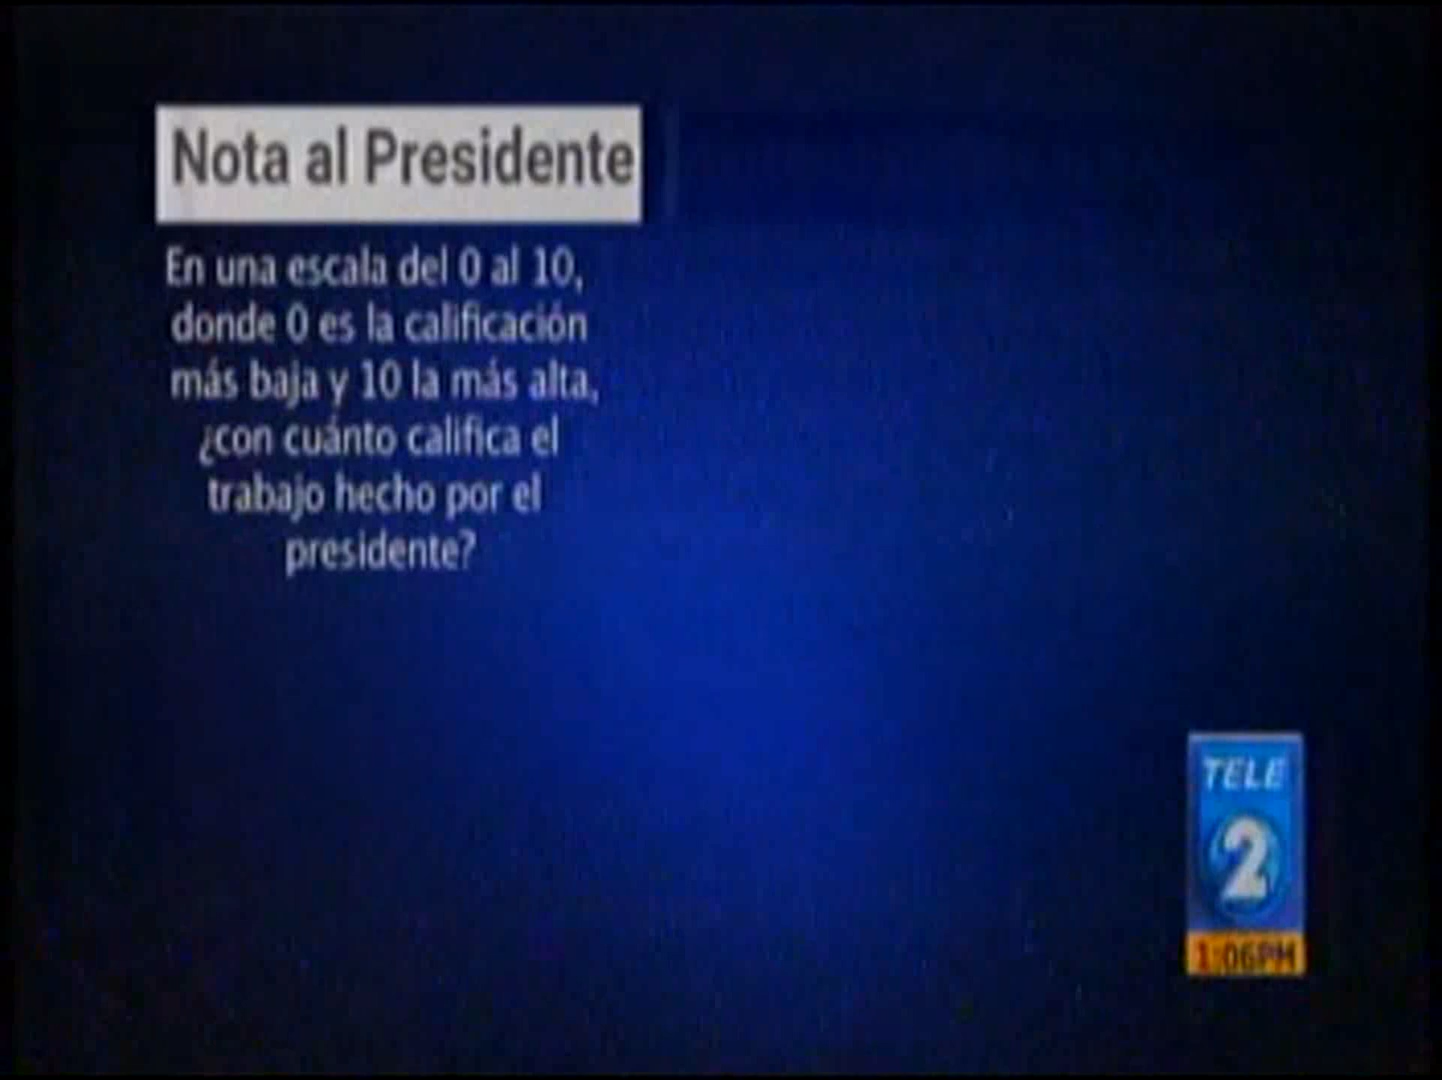 Nota al Presidente
En una escala del 0 al 10,
donde 0 es la calificación
más baja y 10 la más alta,
¿con cuánto califica el
trabajo hecho por el
presidente?
TELE
2
1:06PM